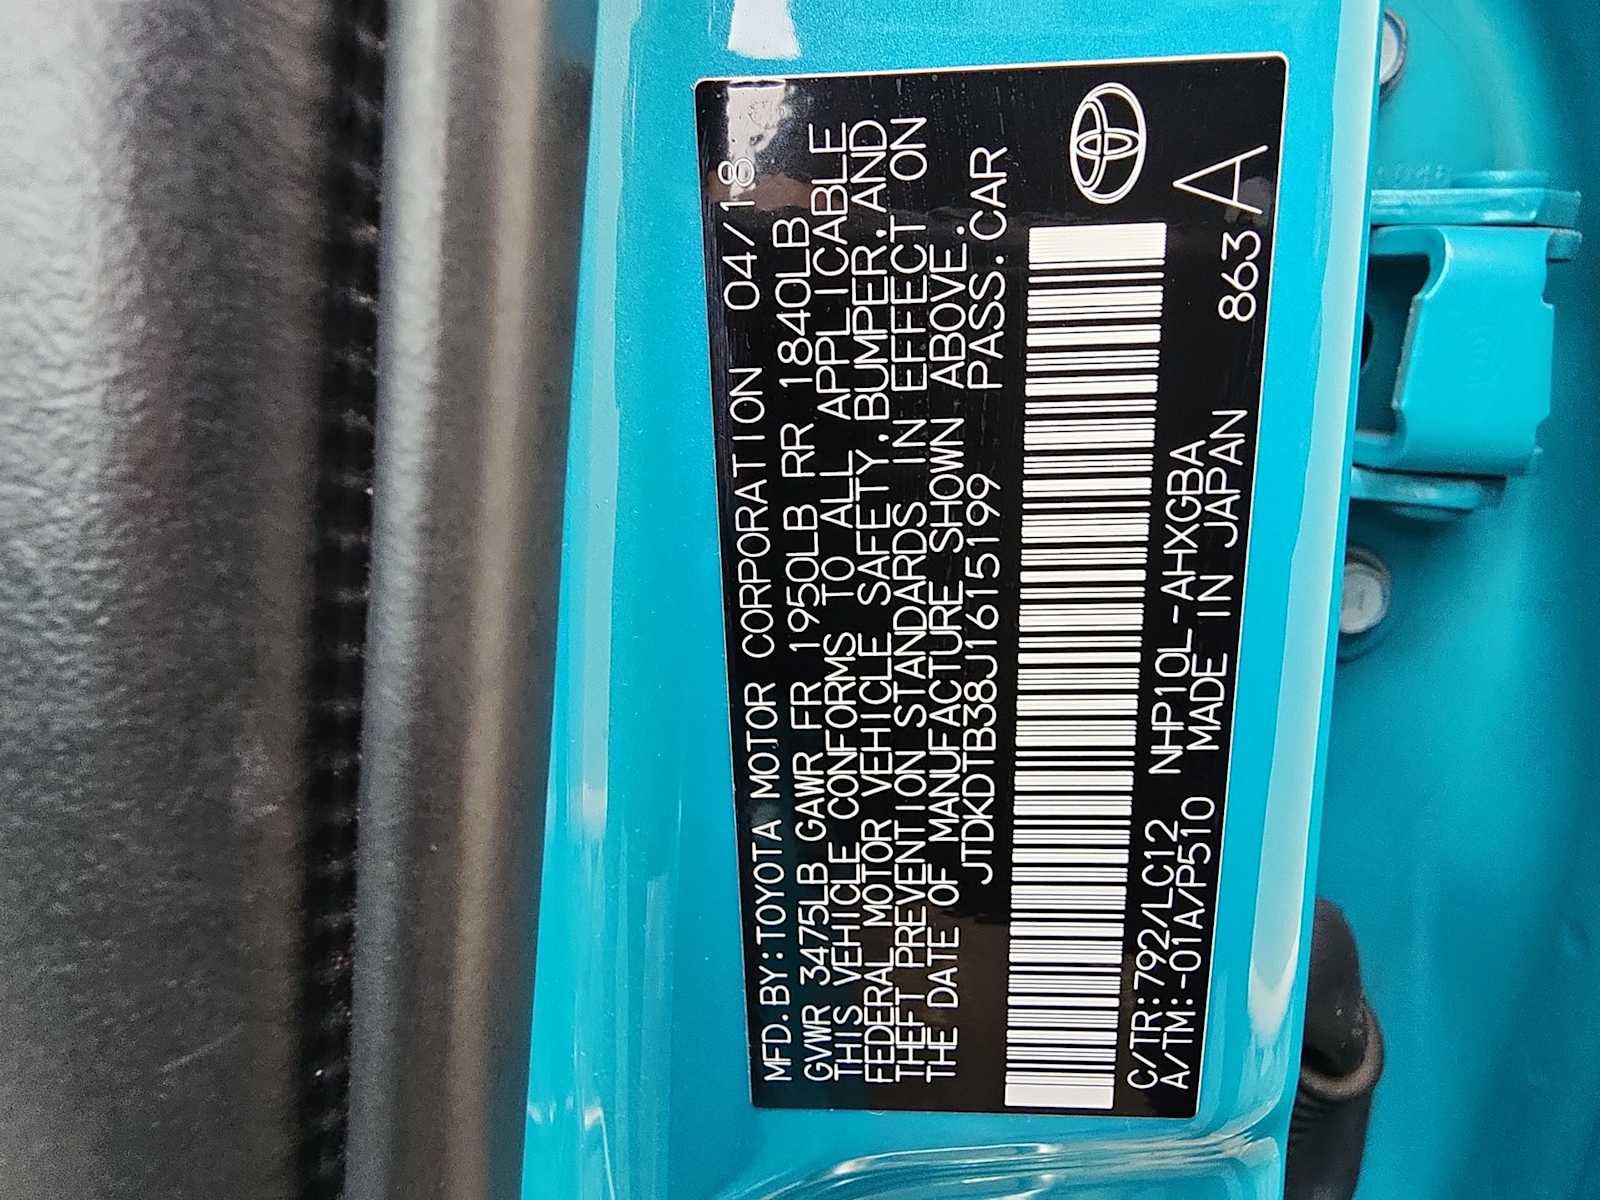 MFD.BY:TOYOTA MOTOR CORPORATION 04/18
GVWR 3475LB GAWR FR 1950LB RR 1840LB
THIS VEHICLE CONFORMS TO ALL APPLICABLE
FEDERAL MOTOR VEHICLE SAFETY,BUMPER,AND
THEFT PREVENTION STANDARDS IN EFFECT ON
THE DATE OF MANUFACTURE SHOWN ABOVE.
JTDKDTB38J1615199 PASS.CAR
C/TR:792/LC12 NHP10L-AHXGBA
A/TM:-01A/P510 MADE IN JAPAN 863 A